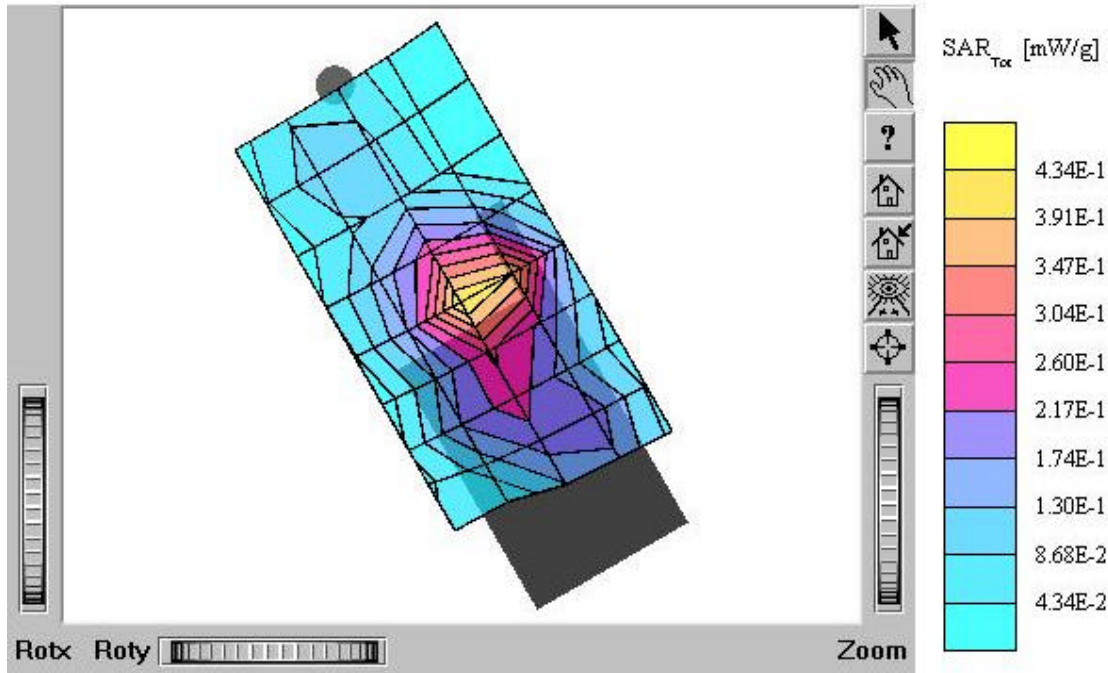 SAR_Tot [mW/g]
?
4.34E-1
3.91E-1
3.47E-1
3.04E-1
2.60E-1
2.17E-1
1.74E-1
1.30E-1
8.68E-2
4.34E-2
Rotx Roty Zoom